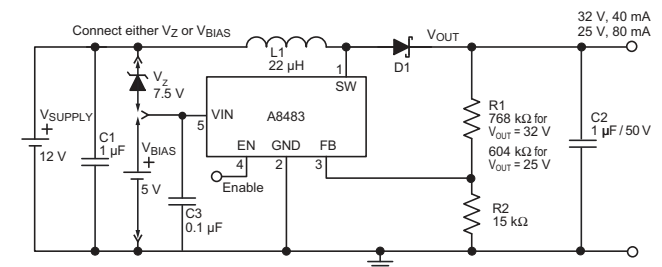 Connect either VZ or VBIAS
32 V, 40 mA
25 V, 80 mA
VOUT
L1
22 μH
D1
1
SW
VZ
7.5 V
VIN
5
A8483
EN
GND
FB
4
2
3
Enable
VSUPPLY
+
12 V
C1
1 μF
VBIAS
+
5 V
C3
0.1 μF
R1
768 kΩ for
VOUT = 32 V
604 kΩ for
VOUT = 25 V
C2
1 μF / 50 V
R2
15 kΩ